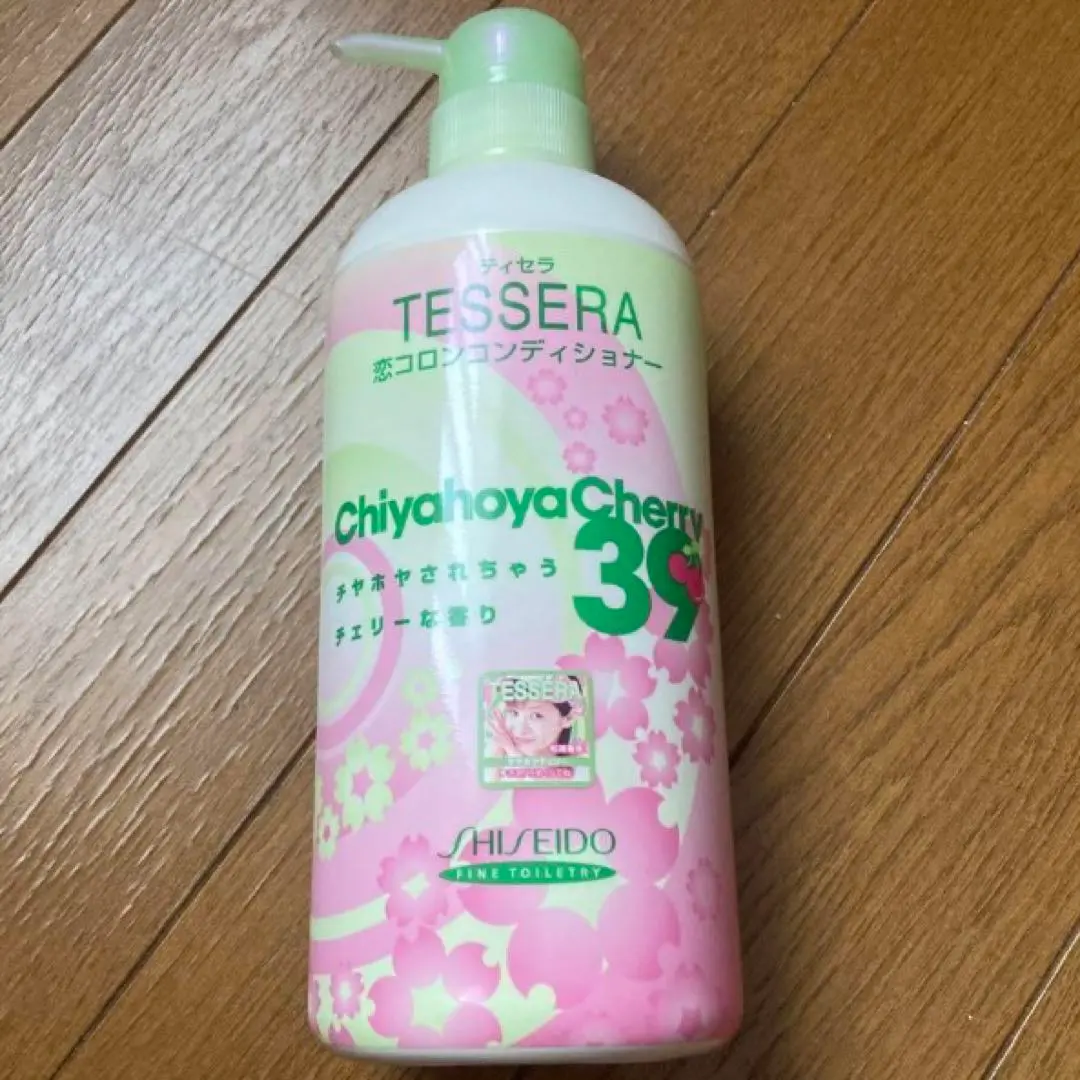 ティセラ
TESSERA
恋コロンコンディショナー
ChiyahoyaCherry
39
チヤホヤされちゃう
チェリーな香り
TESSERA
SHISEIDO
FINE TOILETRY